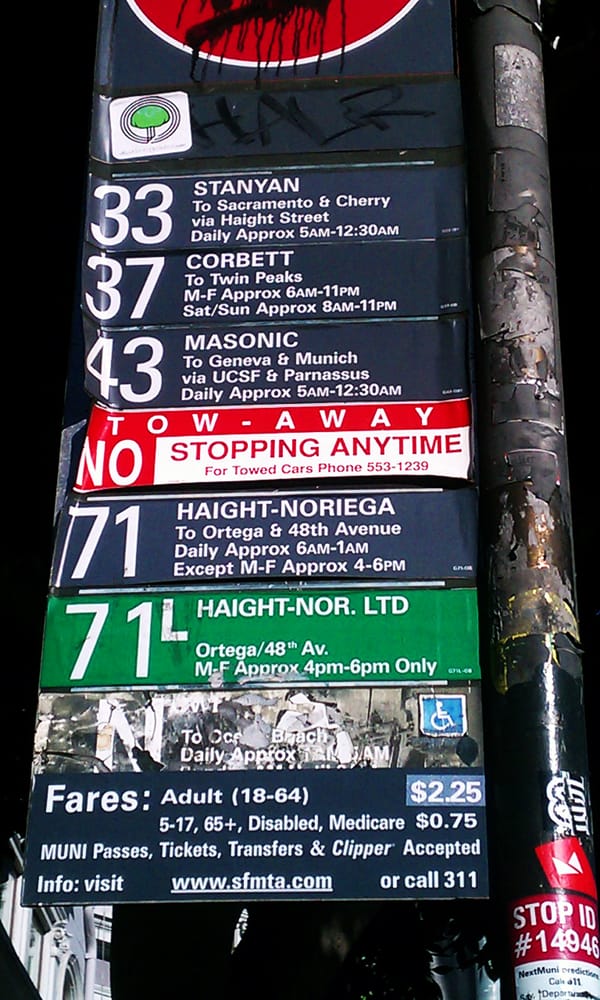 33 STANYAN
To Sacramento & Cherry
via Haight Street
Daily Approx 5AM-12:30AM
37 CORBETT
To Twin Peaks
M-F Approx 6AM-11PM
Sat/Sun Approx 8AM-11PM
43 MASONIC
To Geneva & Munich
via UCSF & Parnassus
Daily Approx 5AM-12:30AM
TOW-AWAY
NO STOPPING ANYTIME
For Towed Cars Phone 553-1239
71 HAIGHT-NORIEGA
To Ortega & 48th Avenue
Daily Approx 6AM-1AM
Except M-F Approx 4-6PM
71L HAIGHT-NOR. LTD
Ortega/48th Av.
M-F Approx 4pm-6pm Only
N
To Beach
Daily Approx
Fares: Adult (18-64) $2.25
5-17, 65+, Disabled, Medicare $0.75
MUNI Passes, Tickets, Transfers & Clipper Accepted
Info: visit www.sfmta.com or call 311
STOP ID
#14946
NextMuni predictions